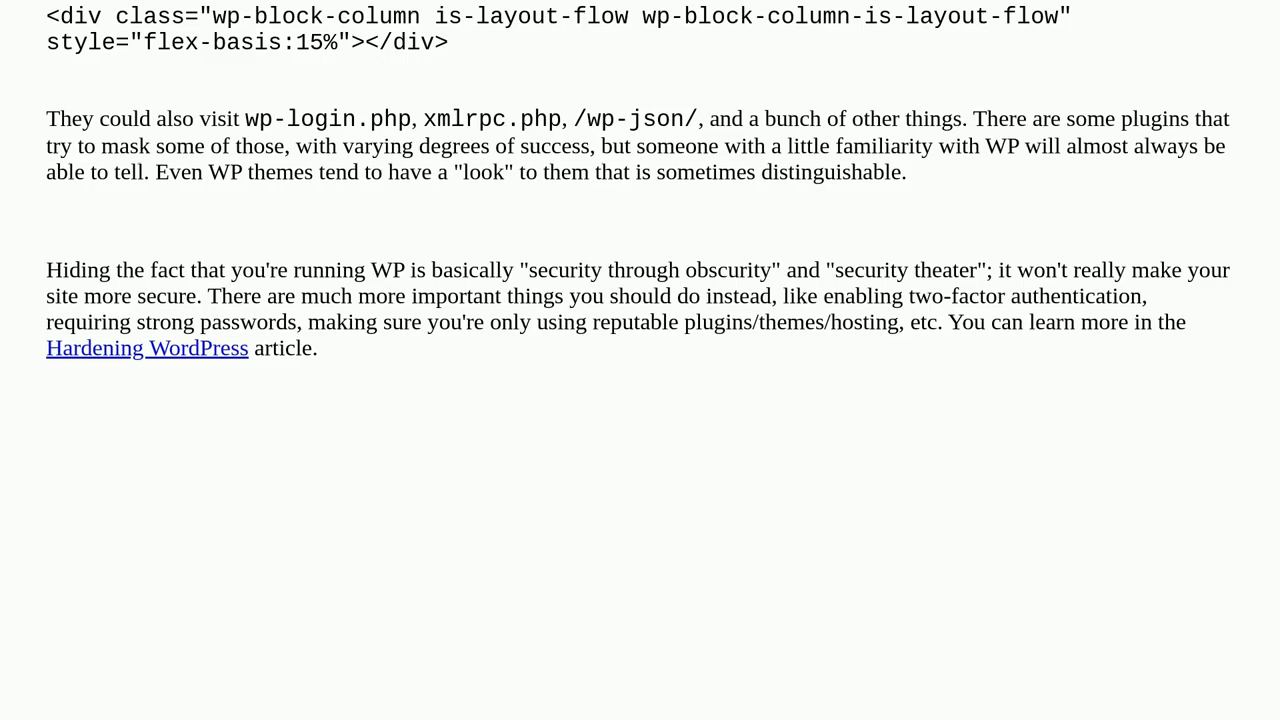 <div class="wp-block-column is-layout-flow wp-block-column-is-layout-flow"
style="flex-basis:15%"></div>
They could also visit wp-login.php, xmlrpc.php, /wp-json/, and a bunch of other things. There are some plugins that
try to mask some of those, with varying degrees of success, but someone with a little familiarity with WP will almost always be
able to tell. Even WP themes tend to have a "look" to them that is sometimes distinguishable.
Hiding the fact that you're running WP is basically "security through obscurity" and "security theater"; it won't really make your
site more secure. There are much more important things you should do instead, like enabling two-factor authentication,
requiring strong passwords, making sure you're only using reputable plugins/themes/hosting, etc. You can learn more in the
Hardening WordPress article.